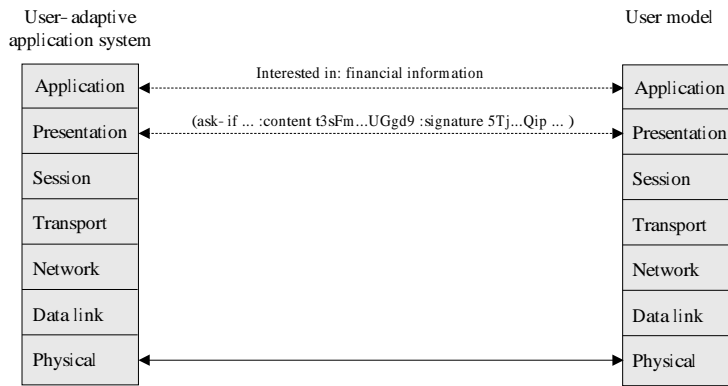 User-adaptive
application system
User model
Application
Interested in: financial information
Application
Presentation
(ask-if ... :content t3sFm...UGgd9 :signature 5Tj...Qip ... )
Presentation
Session
Session
Transport
Transport
Network
Network
Data link
Data link
Physical
Physical